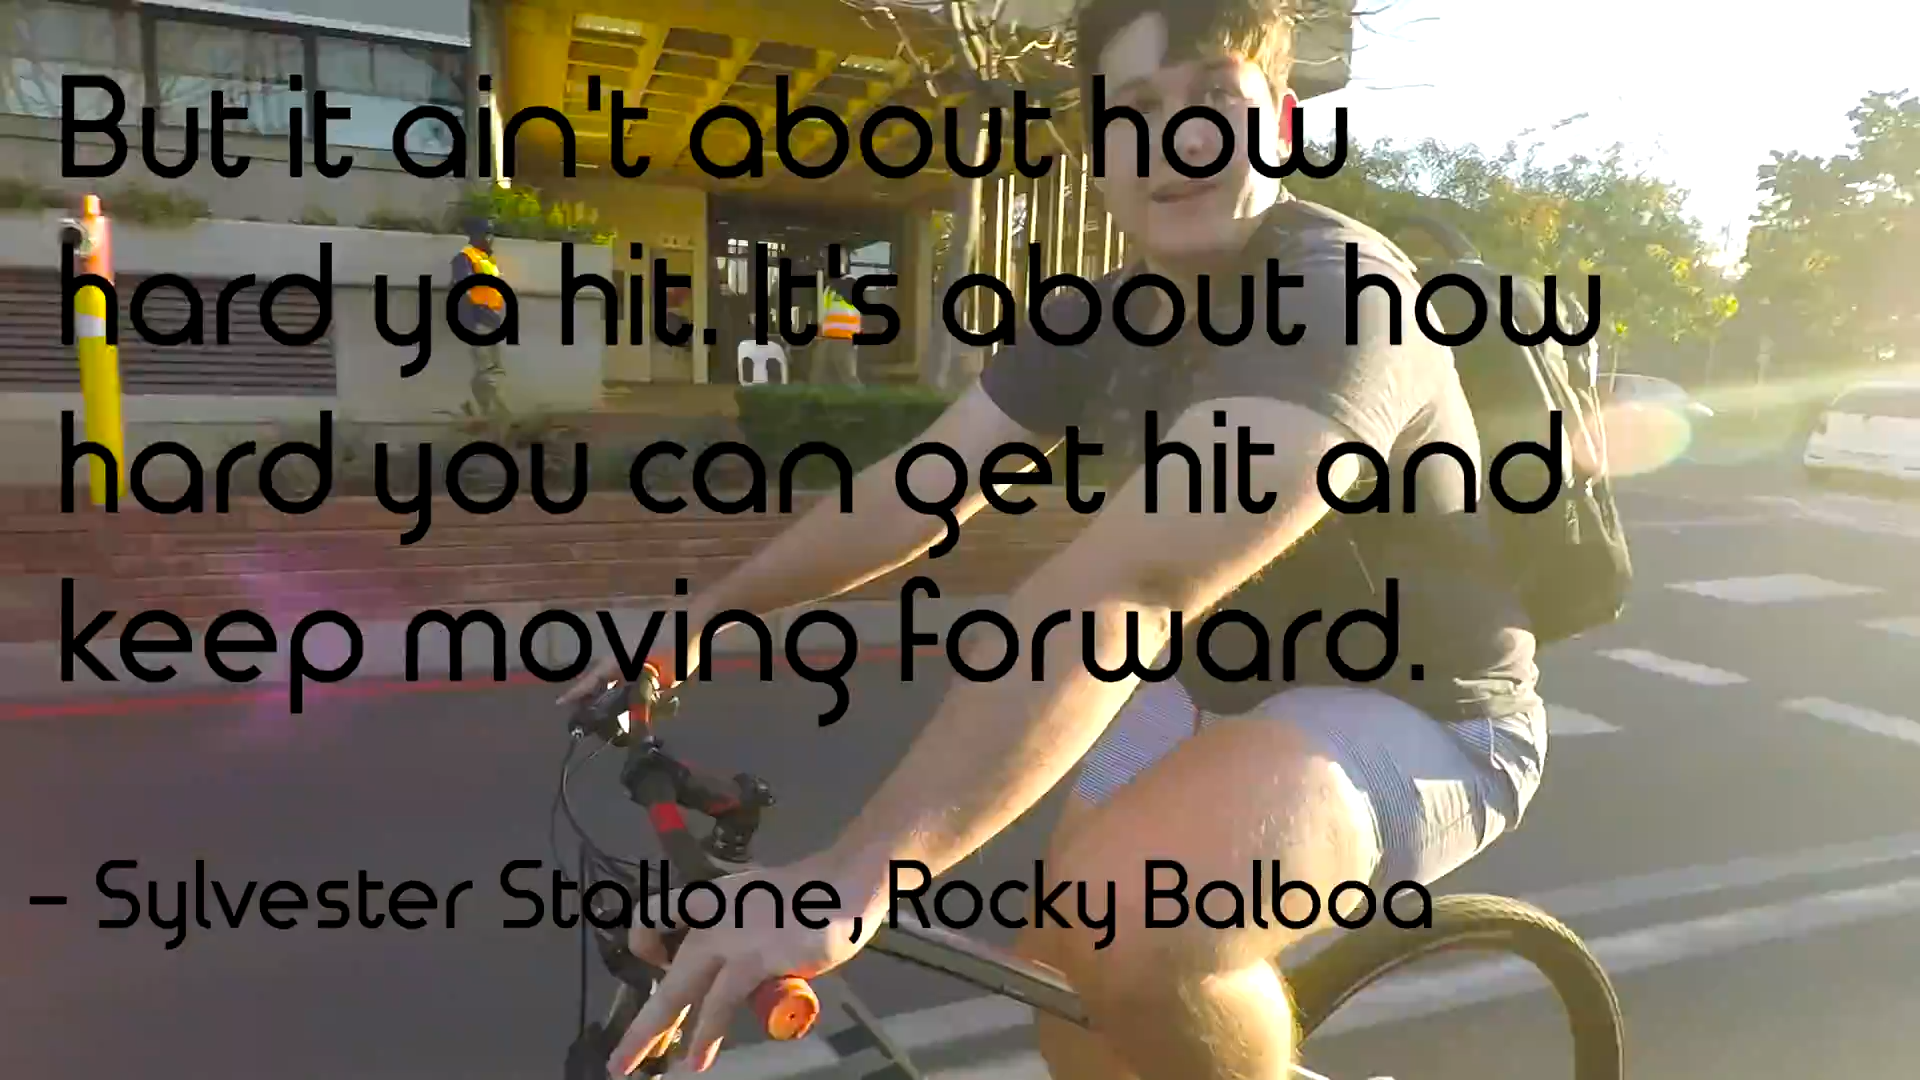 But it ain't about how
hard ya hit. It's about how
hard you can get hit and
keep moving forward.
- Sylvester Stallone, Rocky Balboa